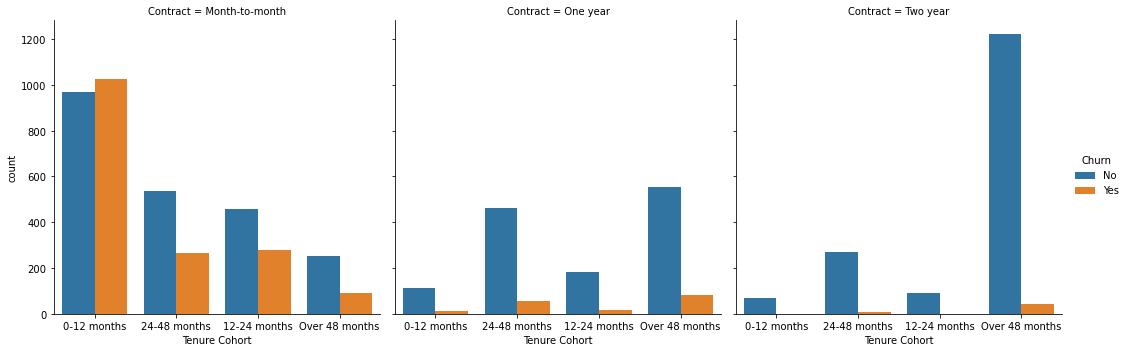 Contract = Month-to-month
Contract = One year
Contract = Two year
1200
1000
800
600
400
200
0
count
0-12 months 24-48 months 12-24 months Over 48 months
Tenure Cohort
0-12 months 24-48 months 12-24 months Over 48 months
Tenure Cohort
0-12 months 24-48 months 12-24 months Over 48 months
Tenure Cohort
Churn
No
Yes